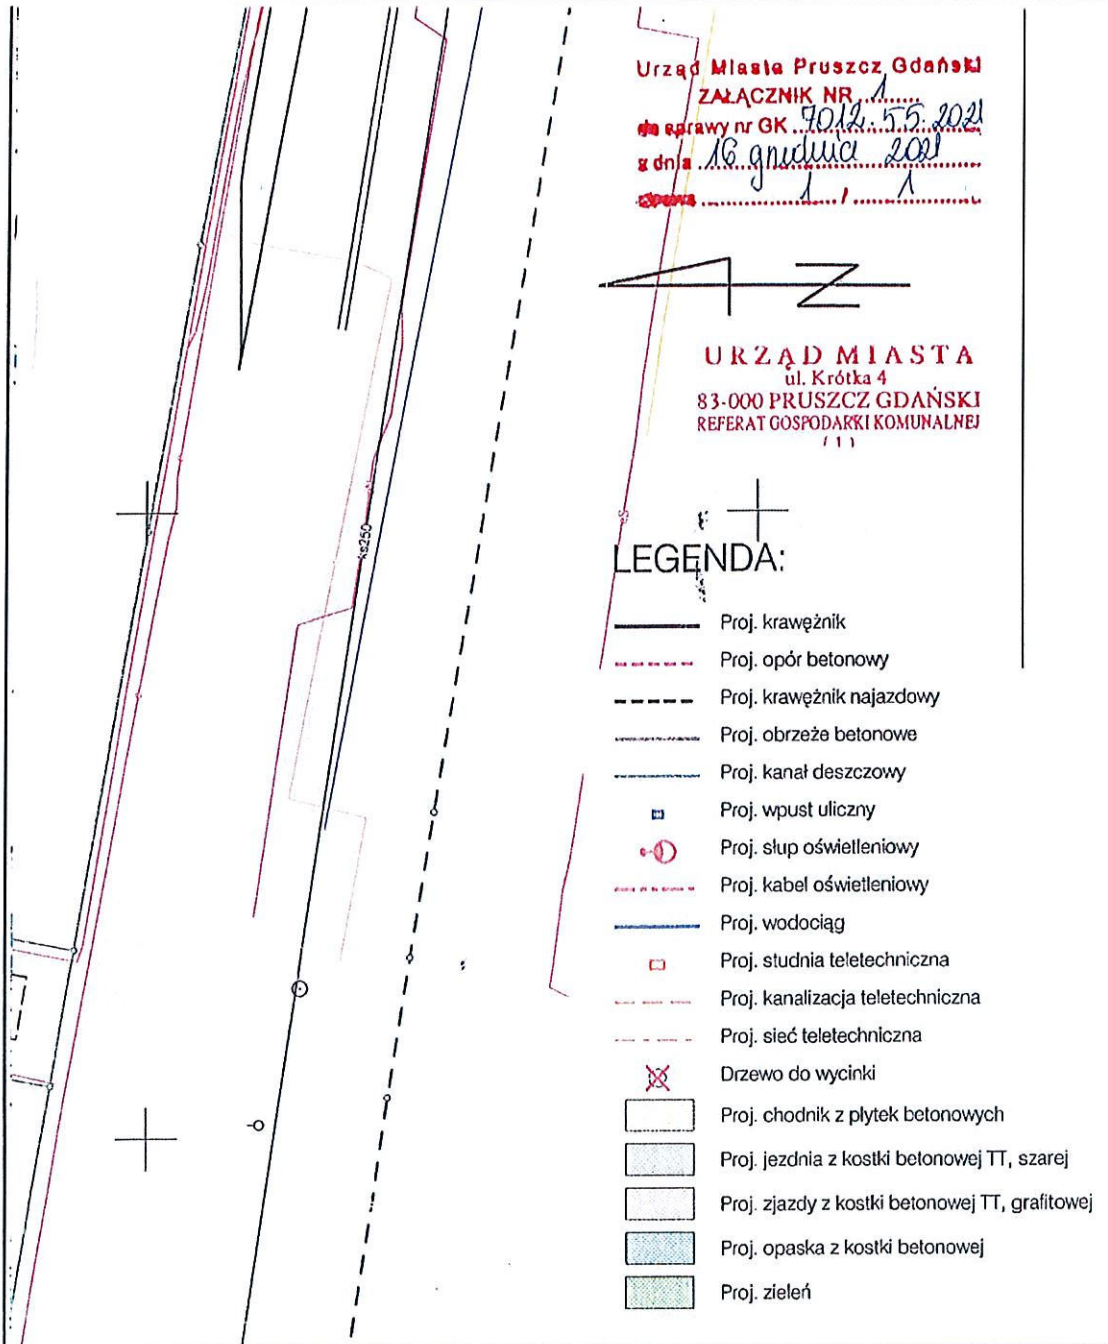 Urząd Miasta Pruszcz Gdański
ZAŁĄCZNIK NR 1
do sprawy nr GK 7012.55.2021
z dnia 16 grudnia 2021
strona 1 / 1
N
URZĄD MIASTA
ul. Krótka 4
83-000 PRUSZCZ GDAŃSKI
REFERAT GOSPODARKI KOMUNALNEJ
( 1 )
ks250
LEGENDA:
Proj. krawężnik
Proj. opór betonowy
Proj. krawężnik najazdowy
Proj. obrzeże betonowe
Proj. kanał deszczowy
Proj. wpust uliczny
Proj. słup oświetleniowy
Proj. kabel oświetleniowy
Proj. wodociąg
Proj. studnia teletechniczna
Proj. kanalizacja teletechniczna
Proj. sieć teletechniczna
Drzewo do wycinki
Proj. chodnik z płytek betonowych
Proj. jezdnia z kostki betonowej TT, szarej
Proj. zjazdy z kostki betonowej TT, grafitowej
Proj. opaska z kostki betonowej
Proj. zieleń